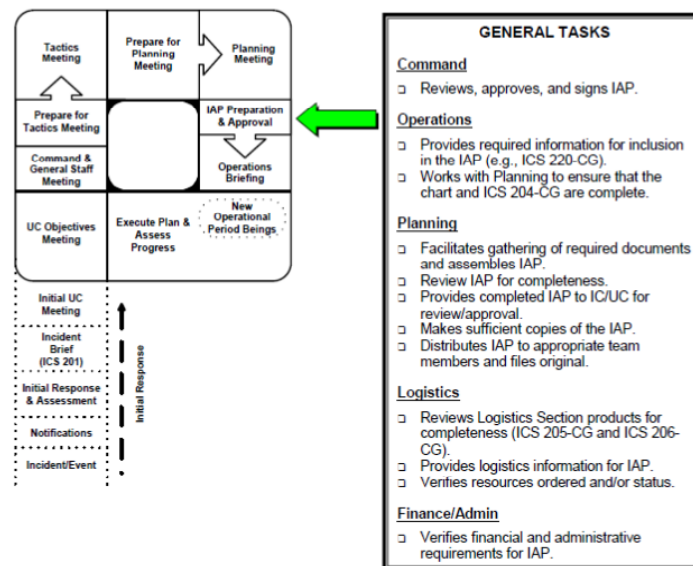 Tactics
Meeting
Prepare for
Planning
Meeting
Planning
Meeting
Prepare for
Tactics Meeting
IAP Preparation
& Approval
Command &
General Staff
Meeting
Operations
Briefing
UC Objectives
Meeting
Execute Plan &
Assess
Progress
New
Operational
Period Beings
Initial UC
Meeting
Incident
Brief
(ICS 201)
Initial Response
& Assessment
Notifications
Incident/Event
Initial Response
GENERAL TASKS
Command
Reviews, approves, and signs IAP.
Operations
Provides required information for inclusion
in the IAP (e.g., ICS 220-CG).
Works with Planning to ensure that the
chart and ICS 204-CG are complete.
Planning
Facilitates gathering of required documents
and assembles IAP.
Review IAP for completeness.
Provides completed IAP to IC/UC for
review/approval.
Makes sufficient copies of the IAP.
Distributes IAP to appropriate team
members and files original.
Logistics
Reviews Logistics Section products for
completeness (ICS 205-CG and ICS 206-
CG).
Provides logistics information for IAP.
Verifies resources ordered and/or status.
Finance/Admin
Verifies financial and administrative
requirements for IAP.